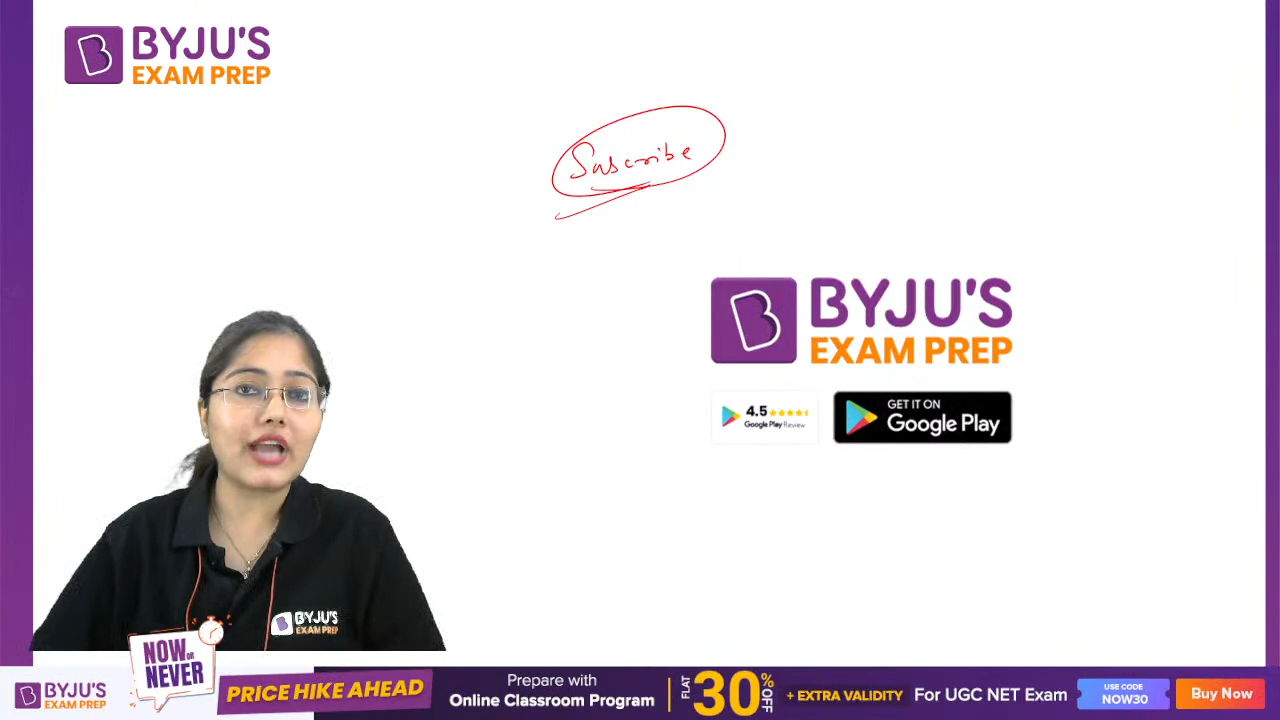 BYJU'S
EXAM PREP
Suscribe
BYJU'S
EXAM PREP
4.5
Google Play Review
GET IT ON
Google Play
BYJU'S
EXAM PREP
NOW OR
NEVER
BYJU'S
EXAM PREP
PRICE HIKE AHEAD
Prepare with
Online Classroom Program
FLAT
30% OFF
+ EXTRA VALIDITY
For UGC NET Exam
USE CODE
NOW30
Buy Now